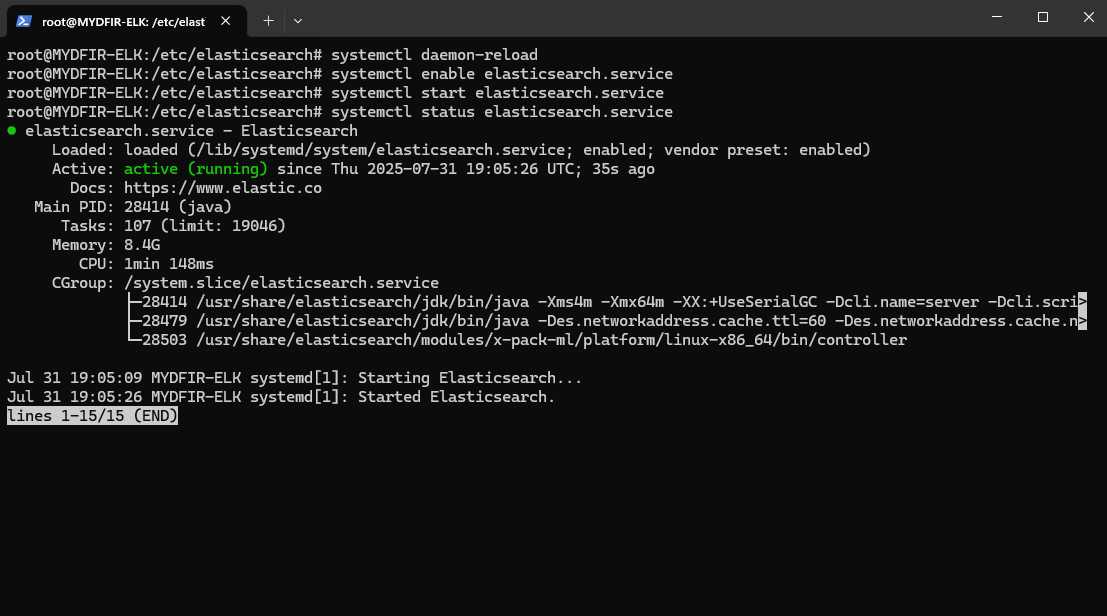 root@MYDFIR-ELK: /etc/elast
root@MYDFIR-ELK:/etc/elasticsearch# systemctl daemon-reload
root@MYDFIR-ELK:/etc/elasticsearch# systemctl enable elasticsearch.service
root@MYDFIR-ELK:/etc/elasticsearch# systemctl start elasticsearch.service
root@MYDFIR-ELK:/etc/elasticsearch# systemctl status elasticsearch.service
● elasticsearch.service - Elasticsearch
     Loaded: loaded (/lib/systemd/system/elasticsearch.service; enabled; vendor preset: enabled)
     Active: active (running) since Thu 2025-07-31 19:05:26 UTC; 35s ago
       Docs: https://www.elastic.co
   Main PID: 28414 (java)
      Tasks: 107 (limit: 19046)
     Memory: 8.4G
        CPU: 1min 148ms
     CGroup: /system.slice/elasticsearch.service
             ├─28414 /usr/share/elasticsearch/jdk/bin/java -Xms4m -Xmx64m -XX:+UseSerialGC -Dcli.name=server -Dcli.scri>
             ├─28479 /usr/share/elasticsearch/jdk/bin/java -Des.networkaddress.cache.ttl=60 -Des.networkaddress.cache.n>
             └─28503 /usr/share/elasticsearch/modules/x-pack-ml/platform/linux-x86_64/bin/controller
Jul 31 19:05:09 MYDFIR-ELK systemd[1]: Starting Elasticsearch...
Jul 31 19:05:26 MYDFIR-ELK systemd[1]: Started Elasticsearch.
lines 1-15/15 (END)